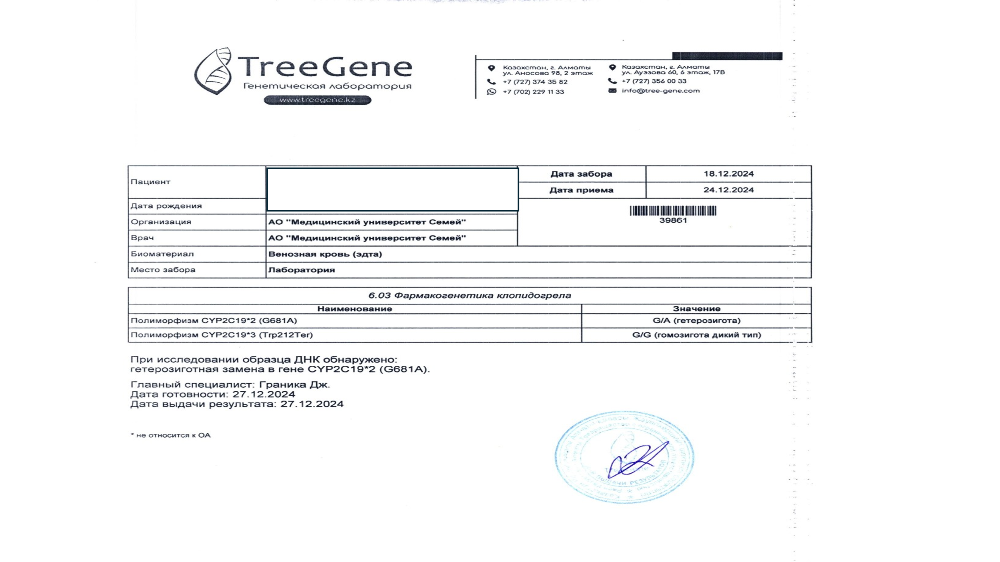 TreeGene
Генетическая лаборатория
www.treegene.kz
Казахстан, г. Алматы
ул. Аносова 98, 2 этаж
+7 (727) 374 35 82
+7 (702) 229 11 33
Казахстан, г. Алматы
ул. Ауэзова 60, 6 этаж, 17В
+7 (727) 356 00 33
info@tree-gene.com
Пациент
Дата забора 18.12.2024
Дата приема 24.12.2024
Дата рождения
39861
Организация АО "Медицинский университет Семей"
Врач АО "Медицинский университет Семей"
Биоматериал Венозная кровь (эдта)
Место забора Лаборатория
6.03 Фармакогенетика клопидогрела
Наименование Значение
Полиморфизм CYP2C19*2 (G681A) G/A (гетерозигота)
Полиморфизм CYP2C19*3 (Trp212Ter) G/G (гомозигота дикий тип)
При исследовании образца ДНК обнаружено:
гетерозиготная замена в гене CYP2C19*2 (G681A).
Главный специалист: Граника Дж.
Дата готовности: 27.12.2024
Дата выдачи результата: 27.12.2024
* не относится к ОА
Алматы қаласы Жауапкершілігі
Товарищество с
TreeGene
РЕЗУЛЬТАТОВ